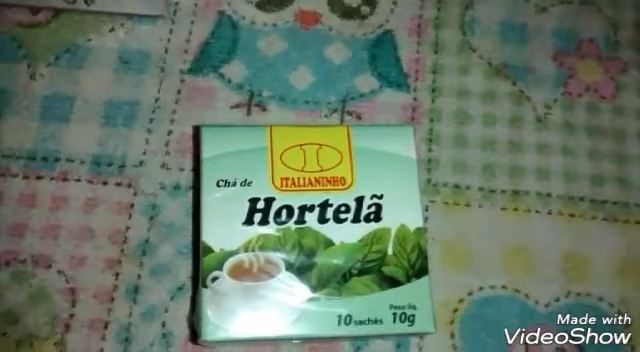 I
ITALIANINHO
Chá de
Hortelã
Peso líq.
10 sachês 10g
Made with
VideoShow